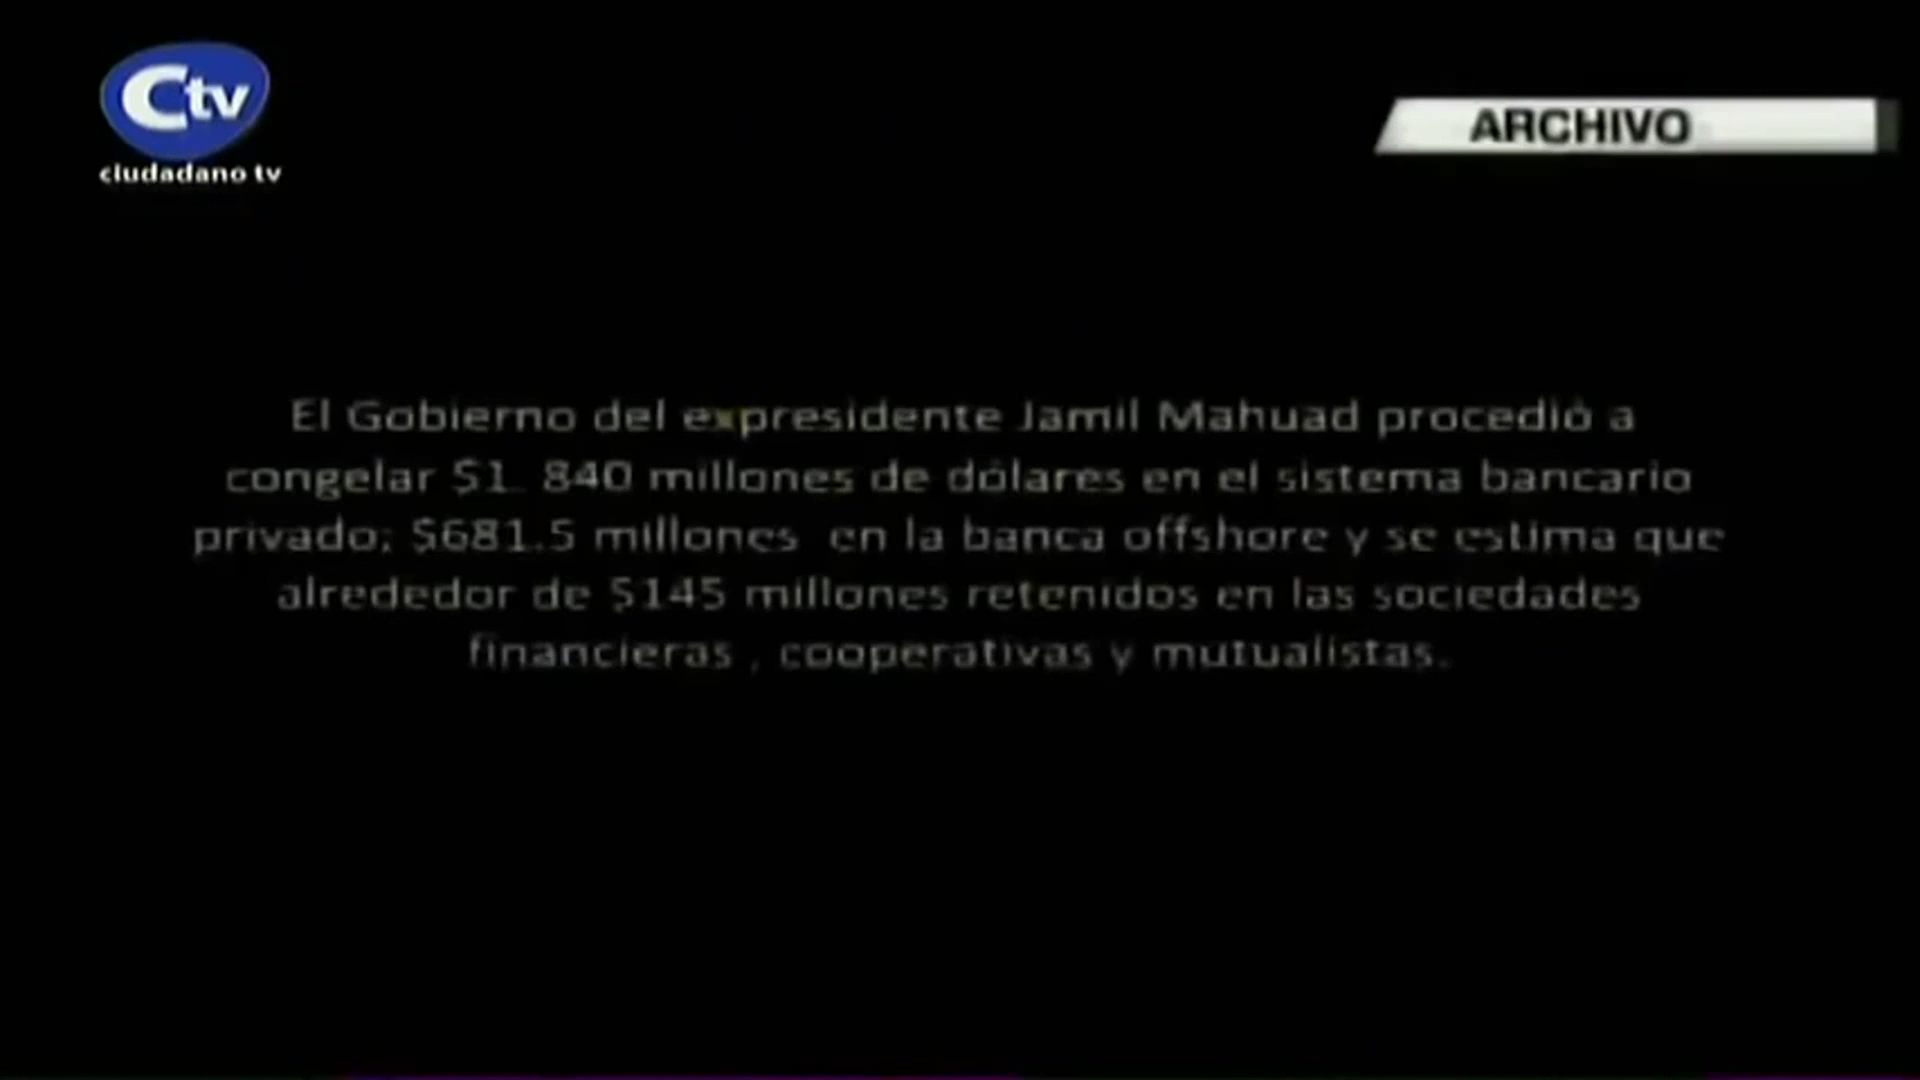 Ctv
ciudadano tv
ARCHIVO
El Gobierno del expresidente Jamil Mahuad procedió a
congelar $1. 840 millones de dólares en el sistema bancario
privado; $681.5 millones en la banca offshore y se estima que
alrededor de $145 millones retenidos en las sociedades
financieras , cooperativas y mutualistas.